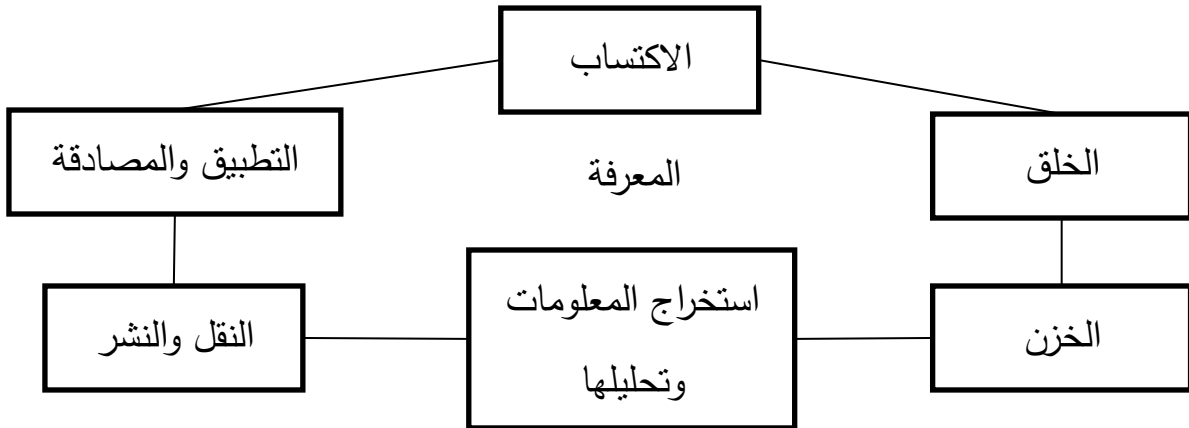 الاكتساب
التطبيق والمصادقة
المعرفة
الخلق
استخراج المعلومات
وتحليلها
النقل والنشر
الخزن